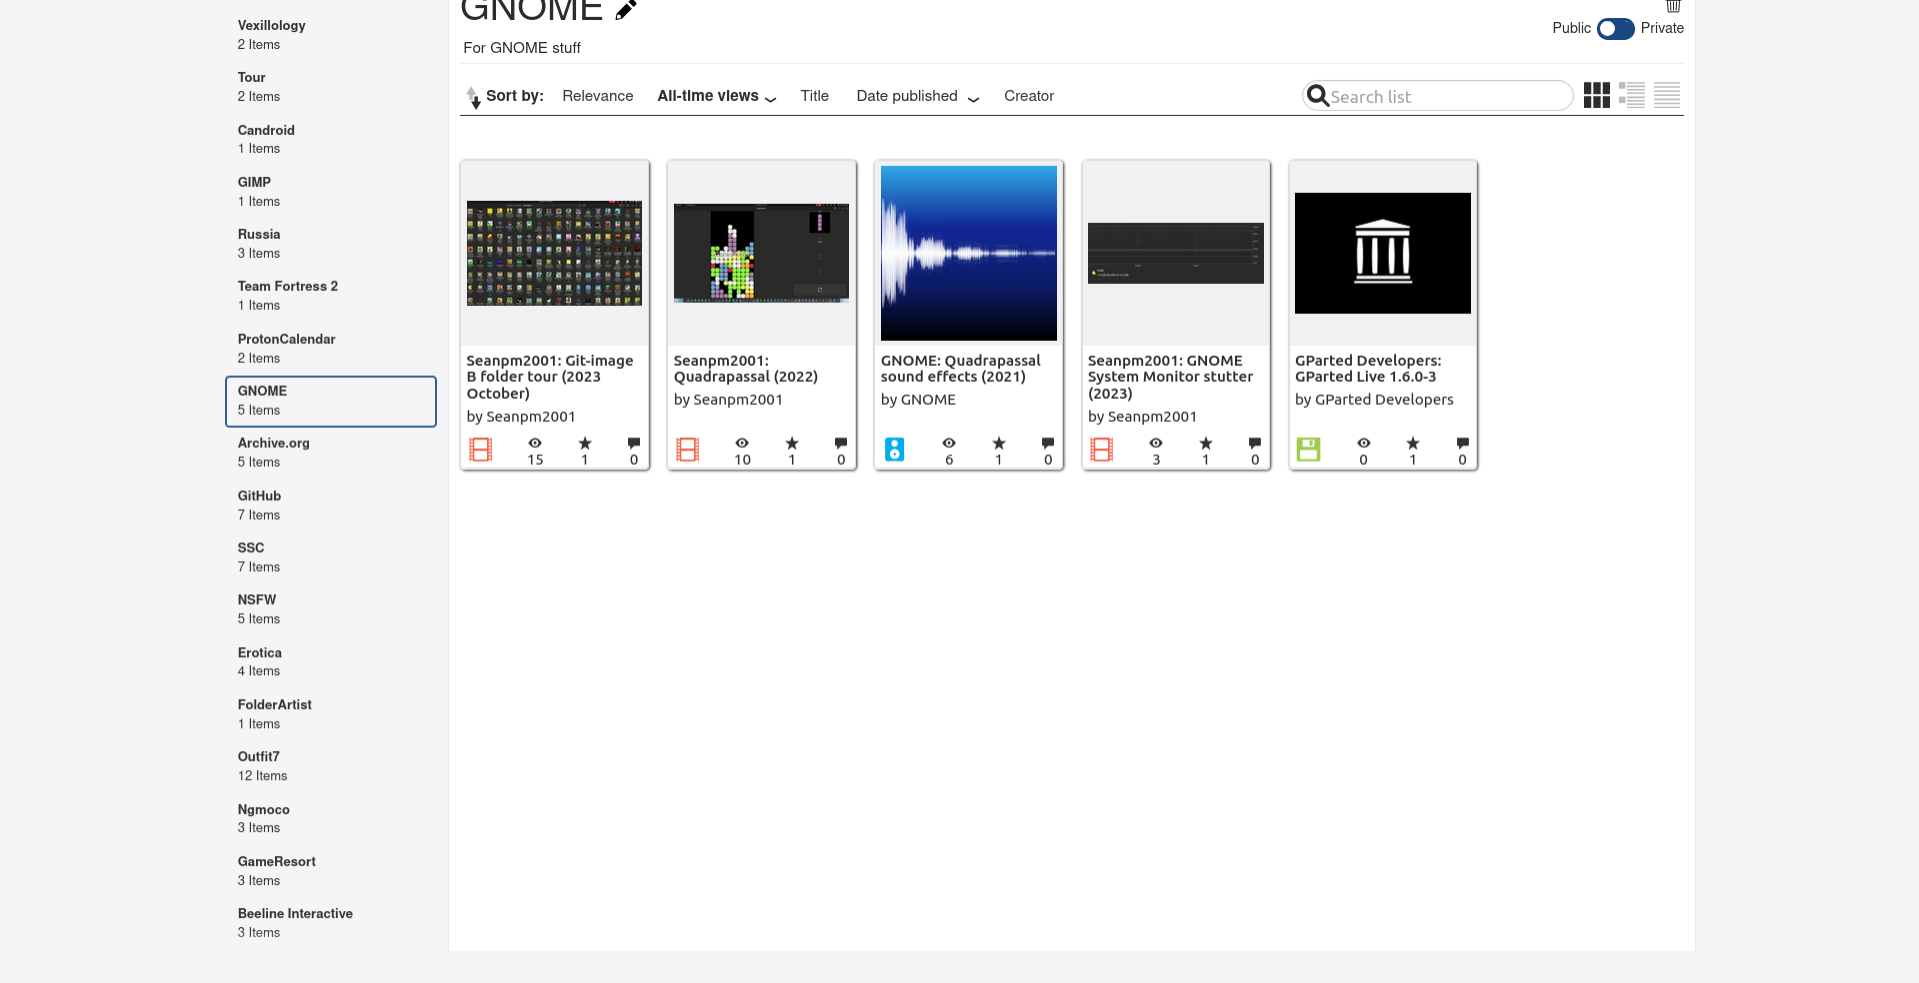 Vexillology
2 Items
Tour
2 Items
Candroid
1 Items
GIMP
1 Items
Russia
3 Items
Team Fortress 2
1 Items
ProtonCalendar
2 Items
GNOME
5 Items
Archive.org
5 Items
GitHub
7 Items
SSC
7 Items
NSFW
5 Items
Erotica
4 Items
FolderArtist
1 Items
Outfit7
12 Items
Ngmoco
3 Items
GameResort
3 Items
Beeline Interactive
3 Items
GNOME
Public Private
For GNOME stuff
Sort by: Relevance All-time views Title Date published Creator
Search list
Seanpm2001: Git-image
B folder tour (2023
October)
by Seanpm2001
15 1 0
Seanpm2001:
Quadrapassal (2022)
by Seanpm2001
10 1 0
GNOME: Quadrapassal
sound effects (2021)
by GNOME
6 1 0
Seanpm2001: GNOME
System Monitor stutter
(2023)
by Seanpm2001
3 1 0
GParted Developers:
GParted Live 1.6.0-3
by GParted Developers
0 1 0